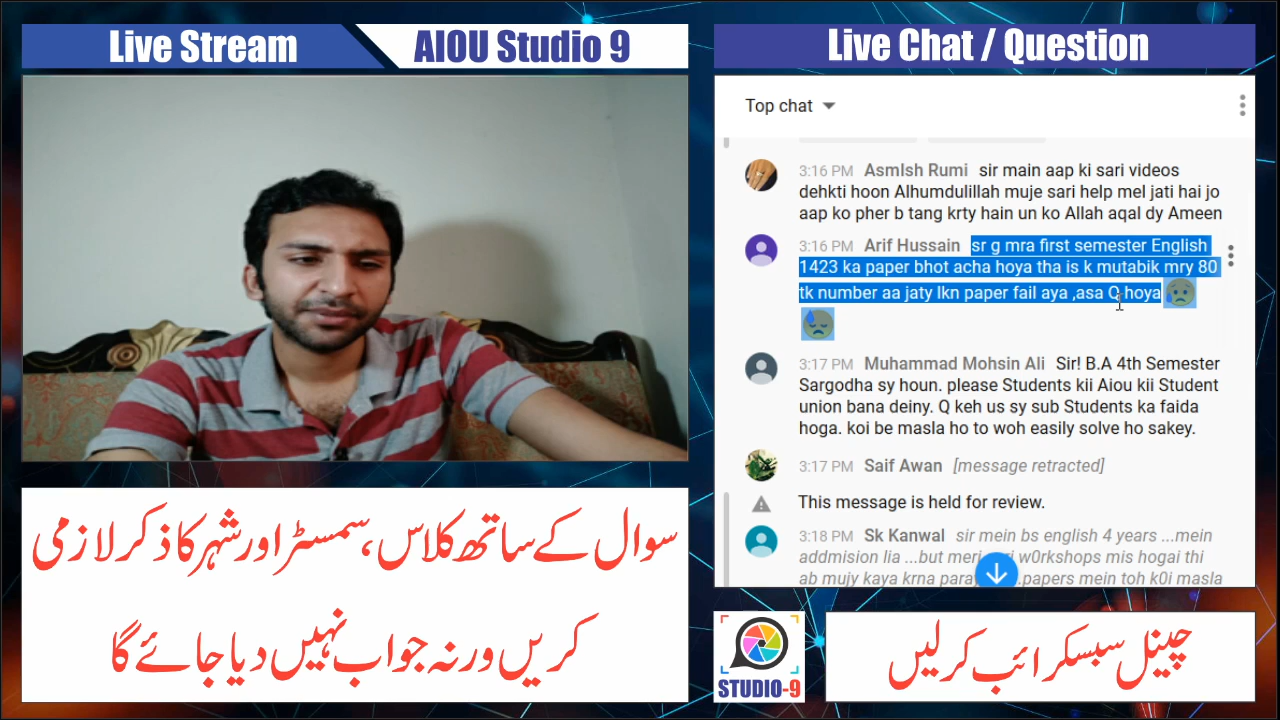 Live Stream
AIOU Studio 9
Live Chat / Question
Top chat
3:16 PM AsmIsh Rumi sir main aap ki sari videos
dehkti hoon Alhumdulillah muje sari help mel jati hai jo
aap ko pher b tang krty hain un ko Allah aqal dy Ameen
3:16 PM Arif Hussain sr g mra first semester English
1423 ka paper bhot acha hoya tha is k mutabik mry 80
tk number aa jaty lkn paper fail aya ,asa Q hoya
3:17 PM Muhammad Mohsin Ali Sir! B.A 4th Semester
Sargodha sy houn. please Students kii Aiou kii Student
union bana deiny. Q keh us sy sub Students ka faida
hoga. koi be masla ho to woh easily solve ho sakey.
3:17 PM Saif Awan [message retracted]
This message is held for review.
3:18 PM Sk Kanwal sir mein bs english 4 years ...mein
addmision lia ...but meri w0rkshops mis hogai thi
ab mujy kaya krna .papers mein toh k0i masla
سوال کے ساتھ کلاس، سمسٹر اور شہر کا ذکر لازمی
کریں ورنہ جواب نہیں دیا جائے گا
STUDIO-9
چینل سبسکرائب کرلیں